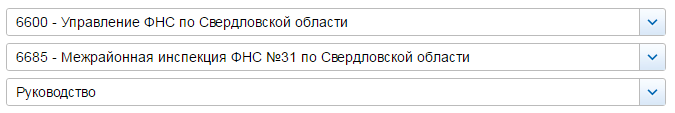 6600 - Управление ФНС по Свердловской области
6685 - Межрайонная инспекция ФНС №31 по Свердловской области
Руководство